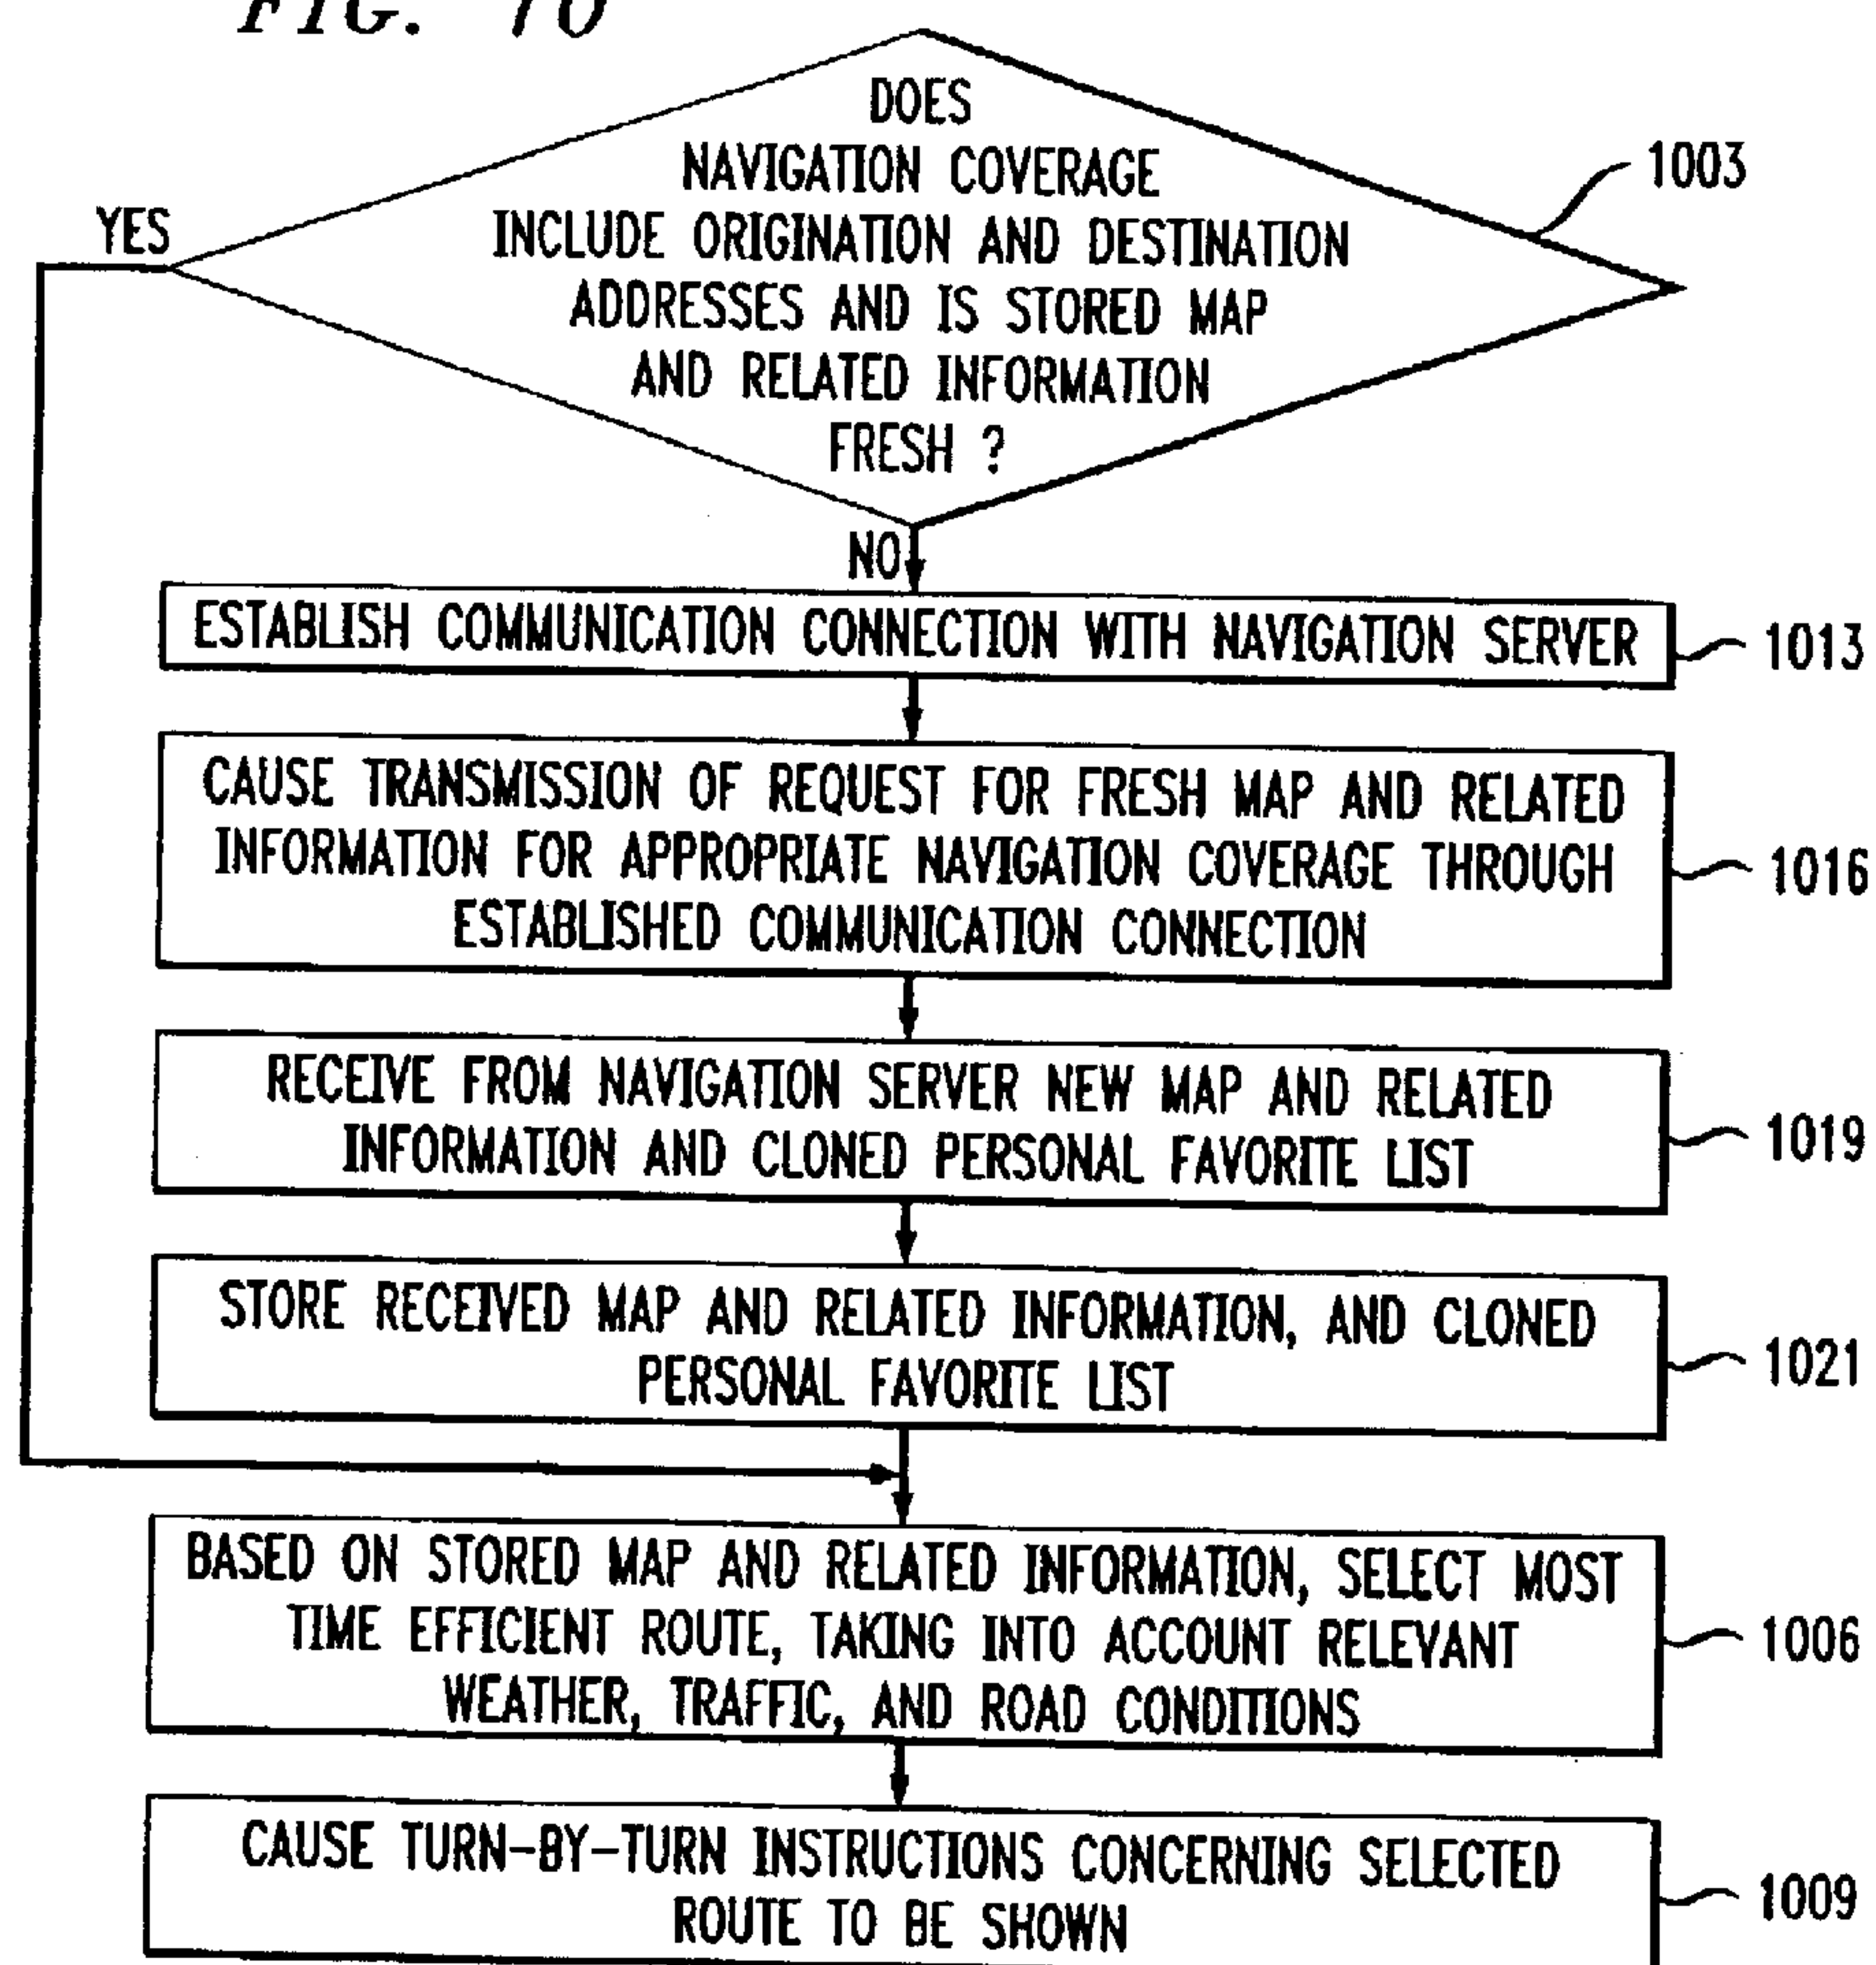 FIG. 10
DOES
NAVIGATION COVERAGE
INCLUDE ORIGINATION AND DESTINATION
ADDRESSES AND IS STORED MAP
AND RELATED INFORMATION
FRESH ?
1003
YES
NO
ESTABLISH COMMUNICATION CONNECTION WITH NAVIGATION SERVER
1013
CAUSE TRANSMISSION OF REQUEST FOR FRESH MAP AND RELATED
INFORMATION FOR APPROPRIATE NAVIGATION COVERAGE THROUGH
ESTABLISHED COMMUNICATION CONNECTION
1016
RECEIVE FROM NAVIGATION SERVER NEW MAP AND RELATED
INFORMATION AND CLONED PERSONAL FAVORITE LIST
1019
STORE RECEIVED MAP AND RELATED INFORMATION, AND CLONED
PERSONAL FAVORITE LIST
1021
BASED ON STORED MAP AND RELATED INFORMATION, SELECT MOST
TIME EFFICIENT ROUTE, TAKING INTO ACCOUNT RELEVANT
WEATHER, TRAFFIC, AND ROAD CONDITIONS
1006
CAUSE TURN-BY-TURN INSTRUCTIONS CONCERNING SELECTED
ROUTE TO BE SHOWN
1009